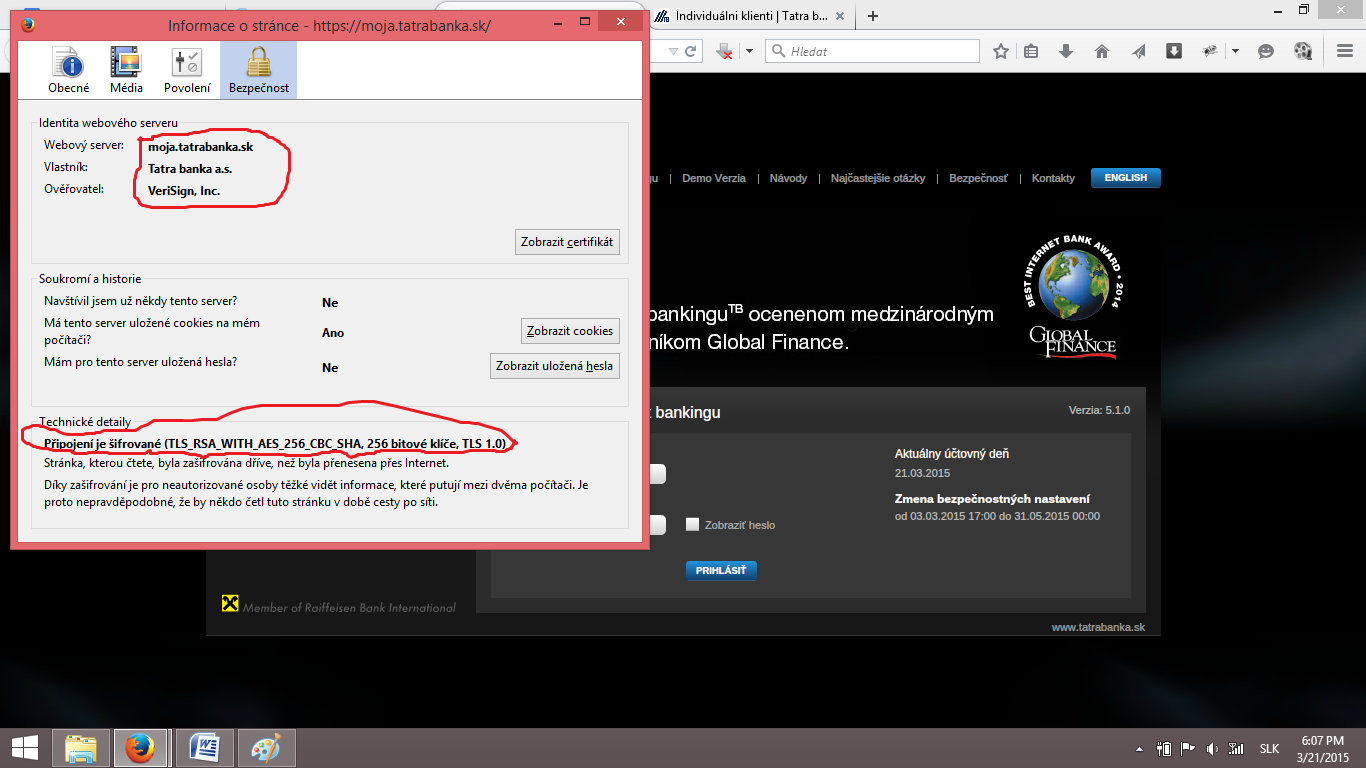 Informace o stránce - https://moja.tatrabanka.sk/
Individuální klienti | Tatra b...
Hledat
Obecné
Média
Povolení
Bezpečnost
Identita webového serveru
Webový server: moja.tatrabanka.sk
Vlastník: Tatra banka a.s.
Ověřovatel: VeriSign, Inc.
Zobrazit certifikát
Soukromí a historie
Navštívil jsem už někdy tento server? Ne
Má tento server uložené cookies na mém
počítači? Ano
Zobrazit cookies
Mám pro tento server uložená hesla? Ne
Zobrazit uložená hesla
Technické detaily
Připojení je šifrované (TLS_RSA_WITH_AES_256_CBC_SHA, 256 bitové klíče, TLS 1.0)
Stránka, kterou čtete, byla zašifrována dříve, než byla přenesena přes Internet.
Díky zašifrování je pro neautorizované osoby těžké vidět informace, které putují mezi dvěma počítači. Je
proto nepravděpodobné, že by někdo četl tuto stránku v době cesty po síti.
| Demo Verzia | Návody | Najčastejšie otázky | Bezpečnosť | Kontakty
ENGLISH
BEST INTERNET BANK AWARD • 2014
GLOBAL
FINANCE
bankinguTB ocenenom medzinárodným
níkom Global Finance.
bankingu
Verzia: 5.1.0
Aktuálny účtovný deň
21.03.2015
Zmena bezpečnostných nastavení
od 03.03.2015 17:00 do 31.05.2015 00:00
Zobraziť heslo
PRIHLÁSIŤ
Member of Raiffeisen Bank International
www.tatrabanka.sk
SLK
6:07 PM
3/21/2015